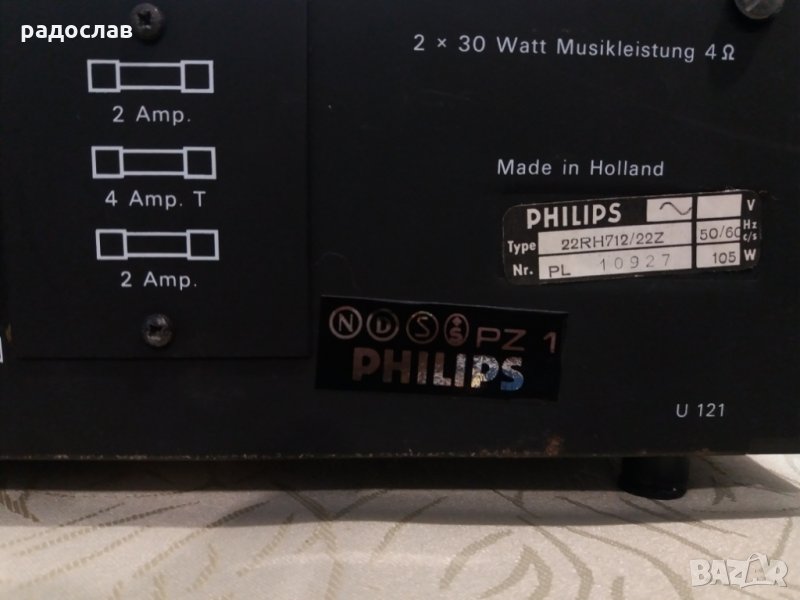 радослав
2 × 30 Watt Musikleistung 4 Ω
2 Amp.
4 Amp. T
2 Amp.
Made in Holland
PHILIPS ~ V
Type 22RH712/22Z 50/60 Hz c/s
Nr. PL 10927 105 W
N D S S PZ 1
PHILIPS
U 121
BAZAR